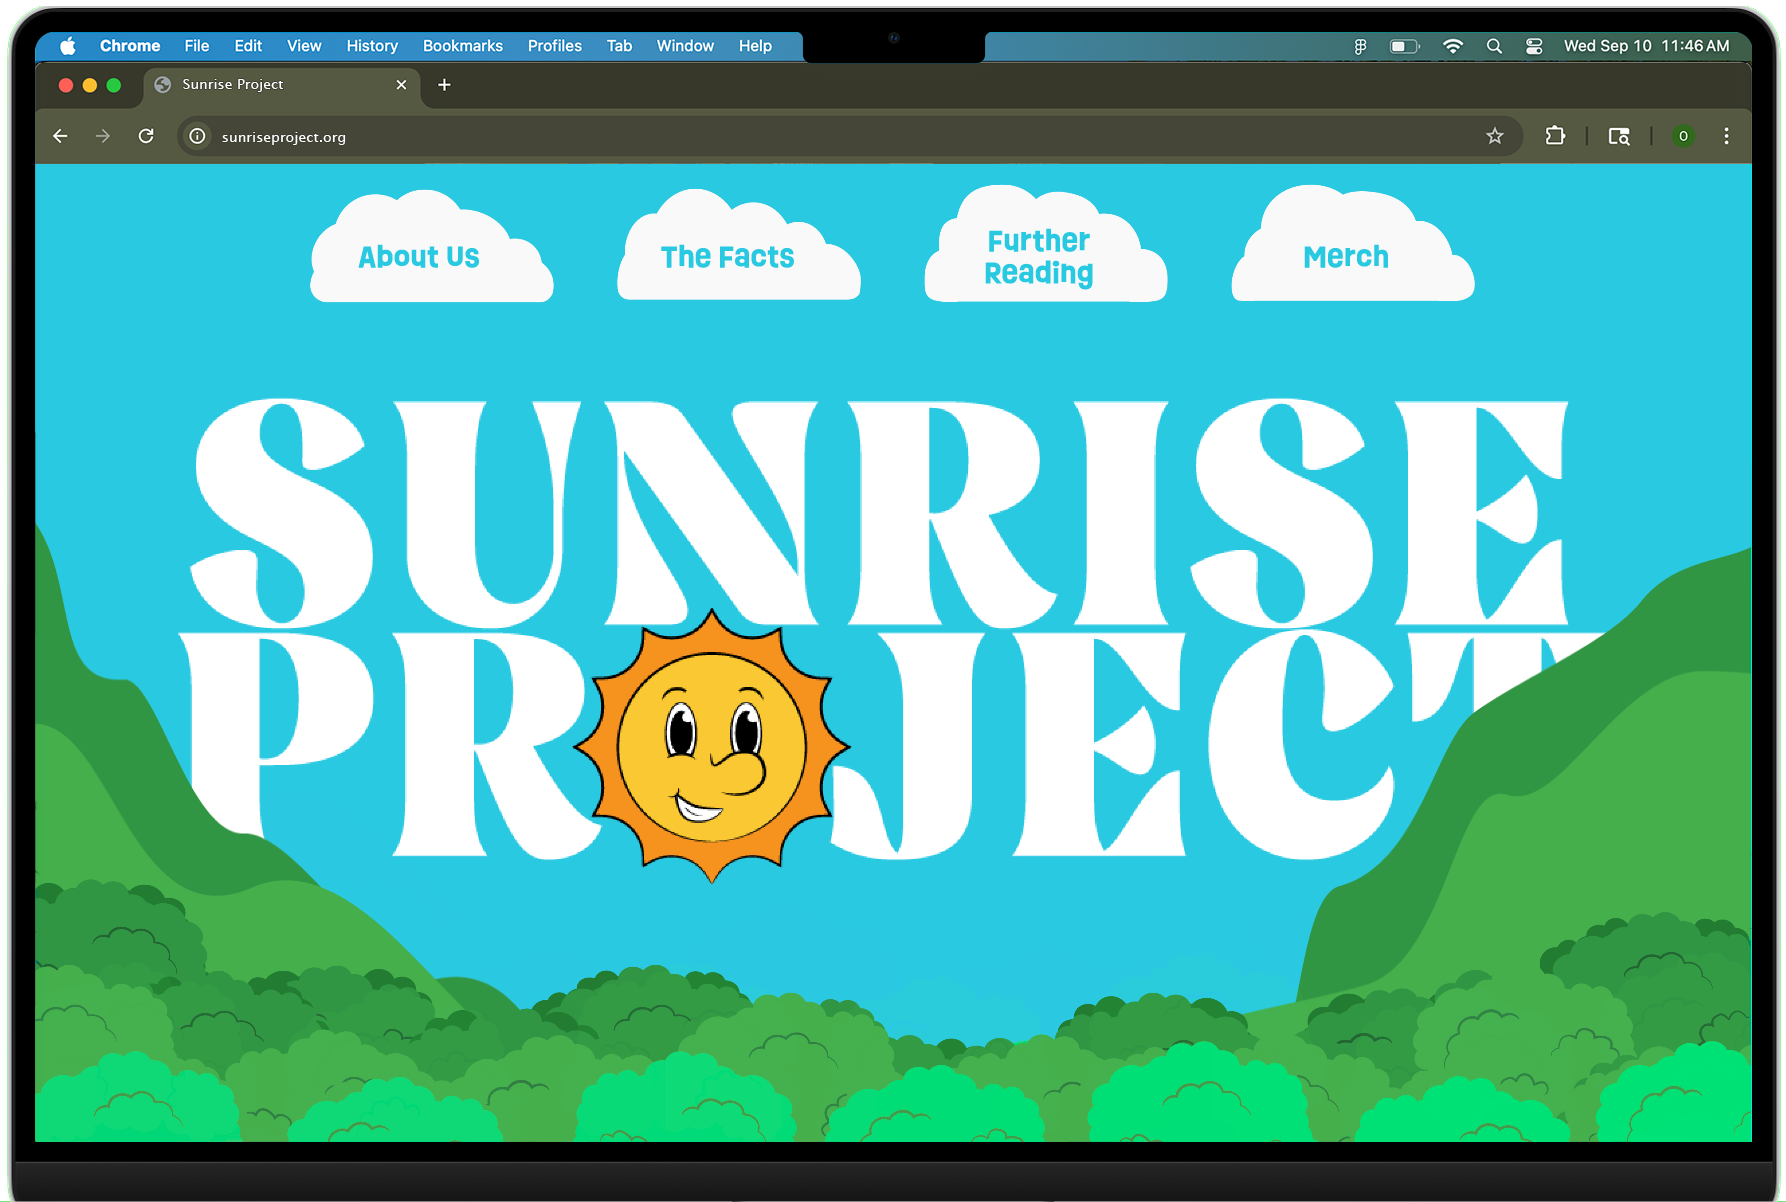 Chrome File Edit View History Bookmarks Profiles Tab Window Help Wed Sep 10 11:46 AM
Sunrise Project
sunriseproject.org
O
About Us
The Facts
Further
Reading
Merch
SUNRISE
PROJECT